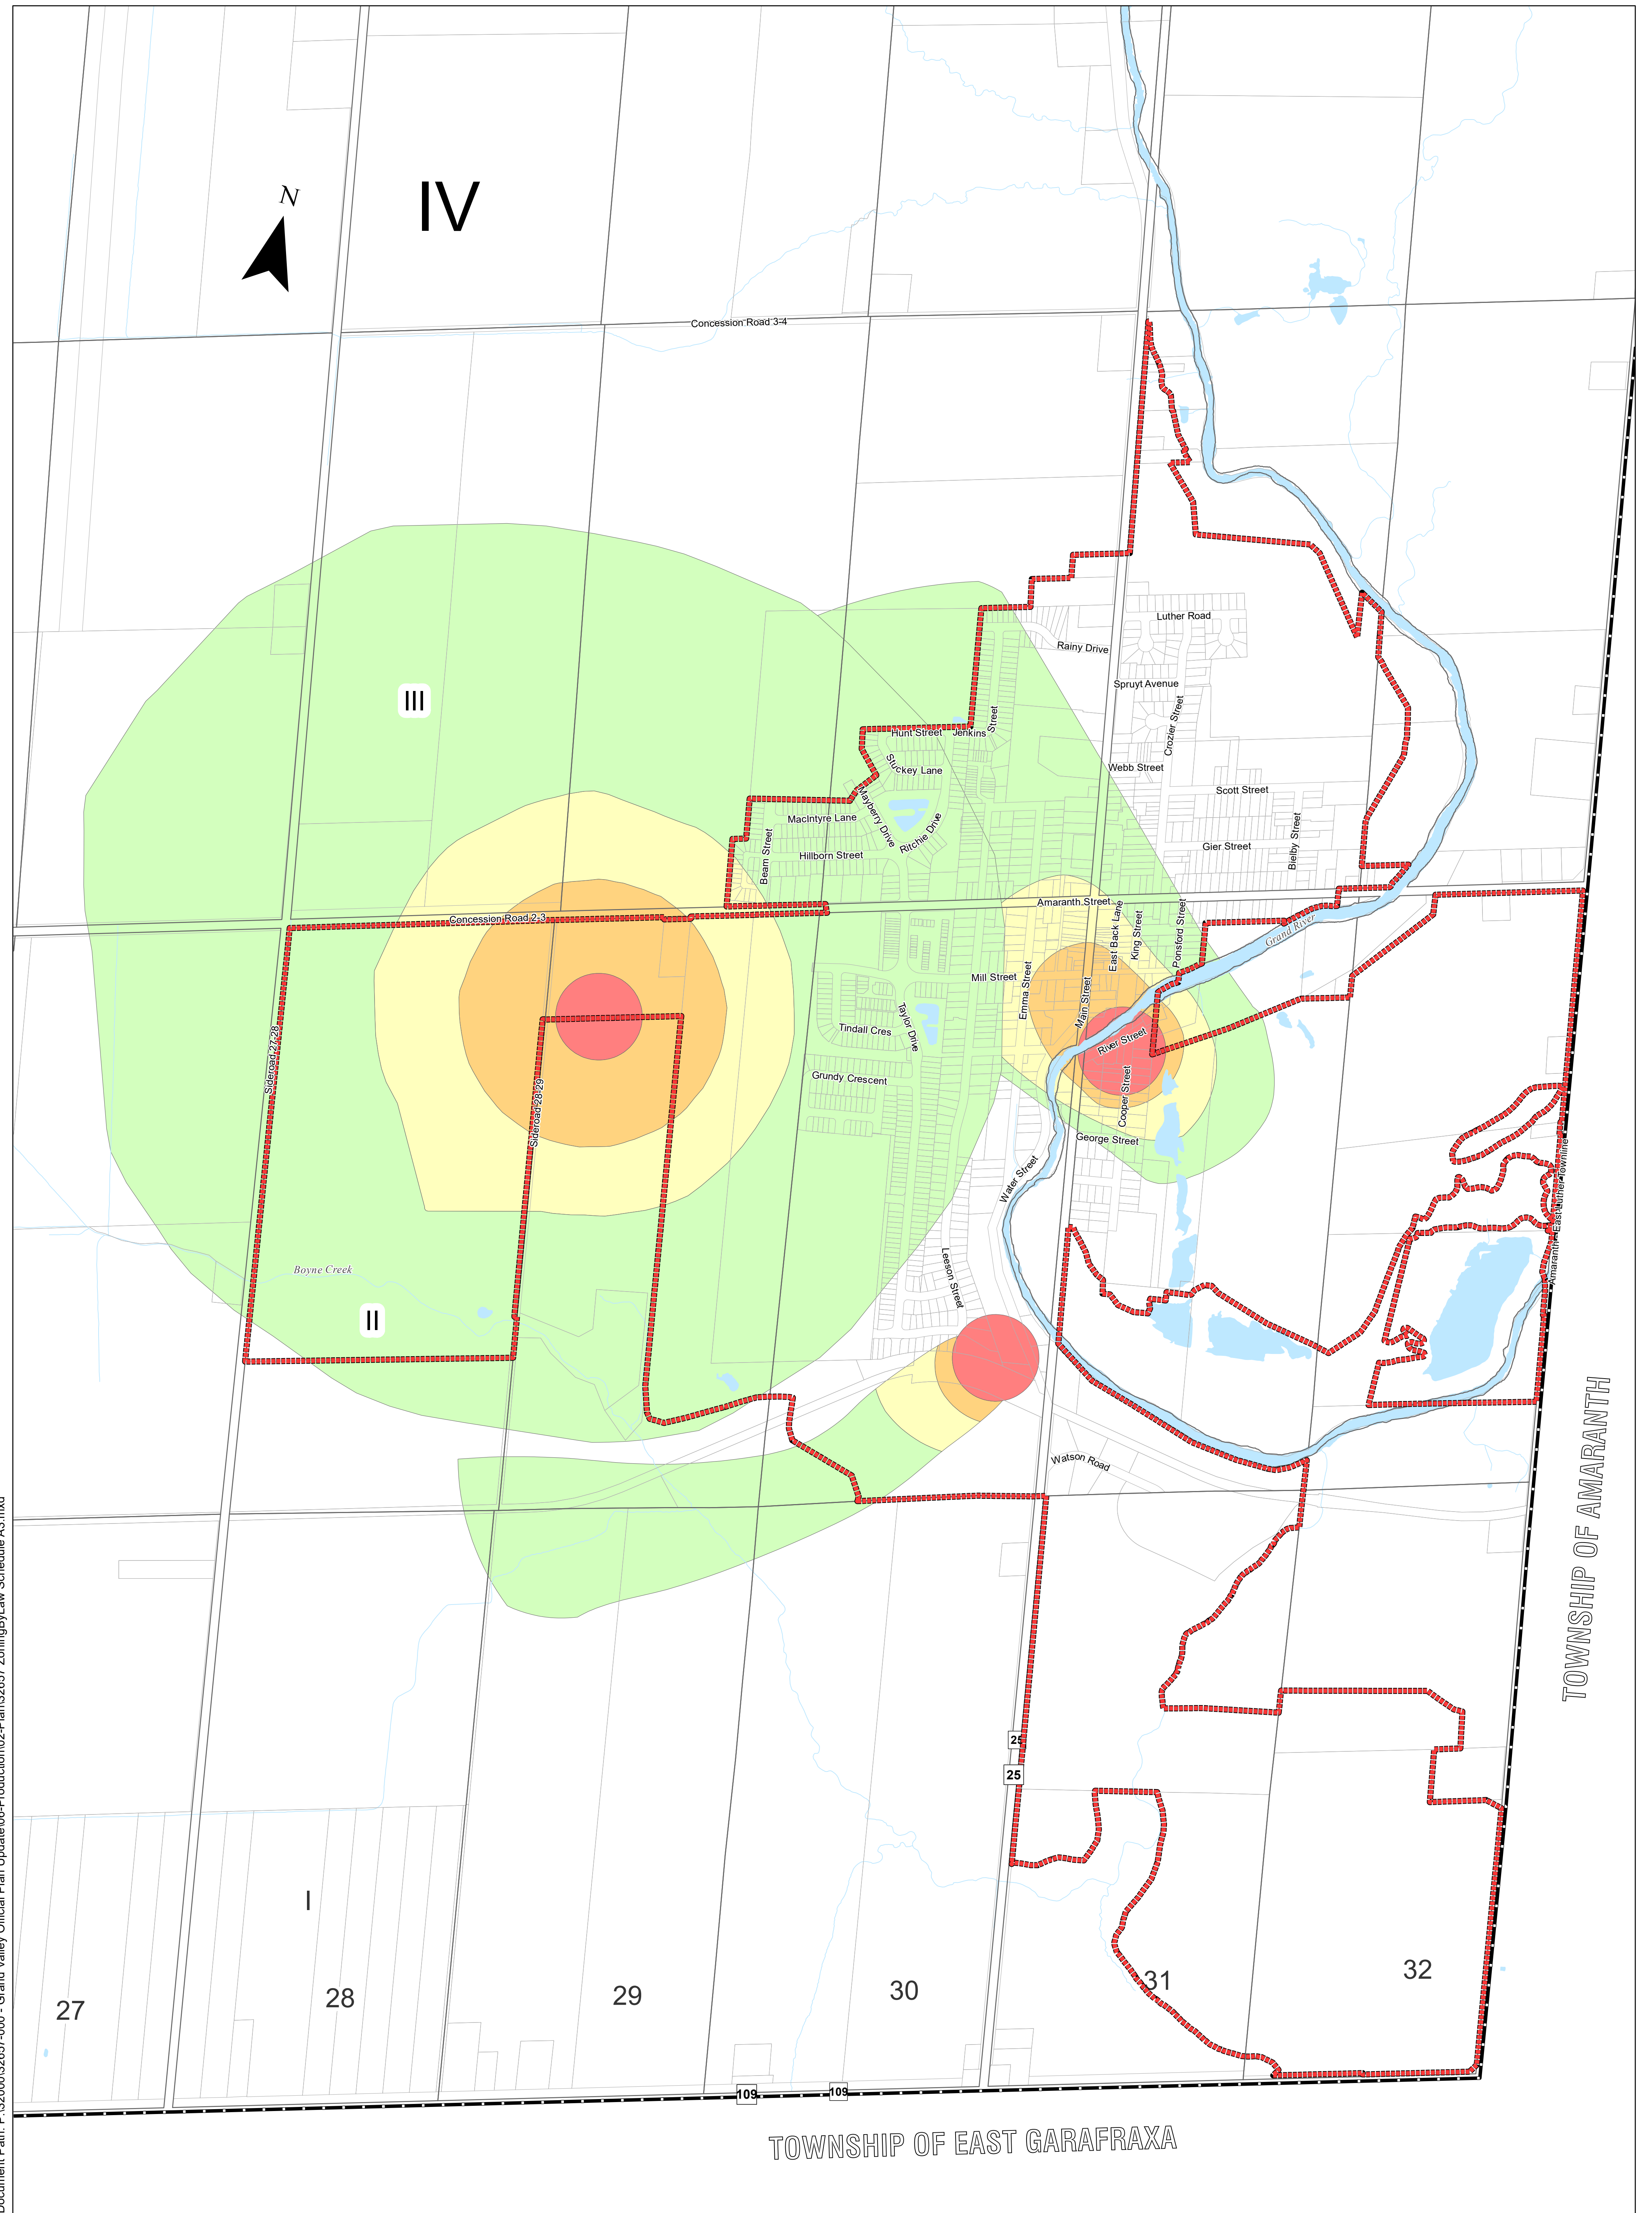 N
IV
Concession Road 3-4
Luther Road
Rainy Drive
Spruyt Avenue
III
Crozier Street
Street
Hunt Street
Jenkins
Webb Street
Stuckey Lane
Scott Street
Mayberry Drive
MacIntyre Lane
Ritchie Drive
Bielby Street
Gier Street
Beam Street
Hillborn Street
Amaranth Street
Concession Road 2-3
East Back Lane
King Street
Ponsford Street
Grand River
Mill Street
Emma Street
Main Street
Taylor Drive
Tindall Cres
River Street
Sideroad 27-28
Grundy Crescent
Sideroad 28-29
Cooper Street
George Street
Water Street
Amaranth - East Luther Townline
Boyne Creek
Leeson Street
II
Watson Road
TOWNSHIP OF AMARANTH
25
25
I
27
28
29
30
31
32
109
109
TOWNSHIP OF EAST GARAFRAXA